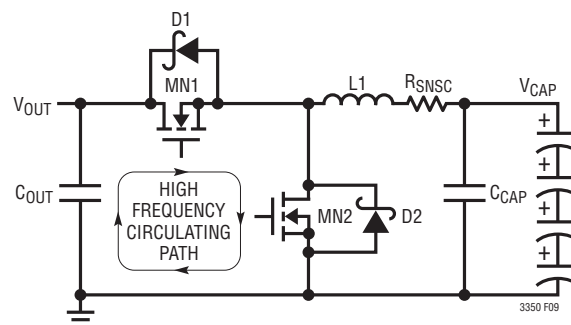 D1
MN1
L1
RSNSC
VCAP
VOUT
+
+
COUT
HIGH
FREQUENCY
CIRCULATING
PATH
MN2
D2
CCAP
+
+
3350 F09